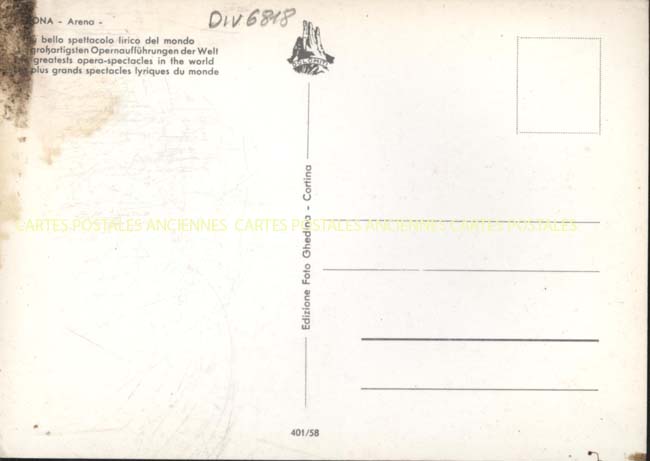 DIV6818
ONA - Arena -
bello spettacolo lirico del mondo
großartigsten Opernaufführungen der Welt
greatests opera-spectacles in the world
plus grands spectacles lyriques du monde
DOLOMITI
CARTES POSTALES ANCIENNES CARTES POSTALES ANCIENNES CARTES POSTALES ANCIENNES
Edizione Foto Ghedina - Cortina
401/58